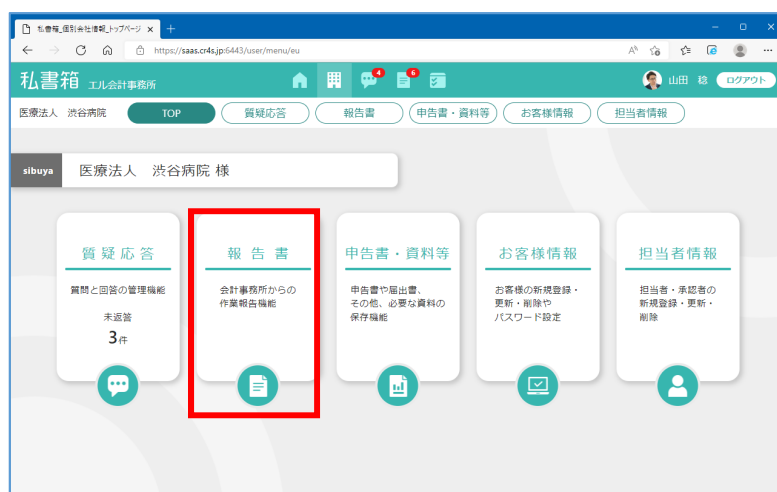 私書箱_個別会社情報_トップページ
https://saas.cr4s.jp:6443/user/menu/eu
私書箱 エル会計事務所 4 6 山田 稔 ログアウト
医療法人 渋谷病院 TOP 質疑応答 報告書 申告書・資料等 お客様情報 担当者情報
sibuya 医療法人 渋谷病院 様
質疑応答
質問と回答の管理機能
未返答
3件
報告書
会計事務所からの
作業報告機能
申告書・資料等
申告書や届出書、
その他、必要な資料の
保存機能
お客様情報
お客様の新規登録・
更新・削除や
パスワード設定
担当者情報
担当者・承認者の
新規登録・更新・
削除